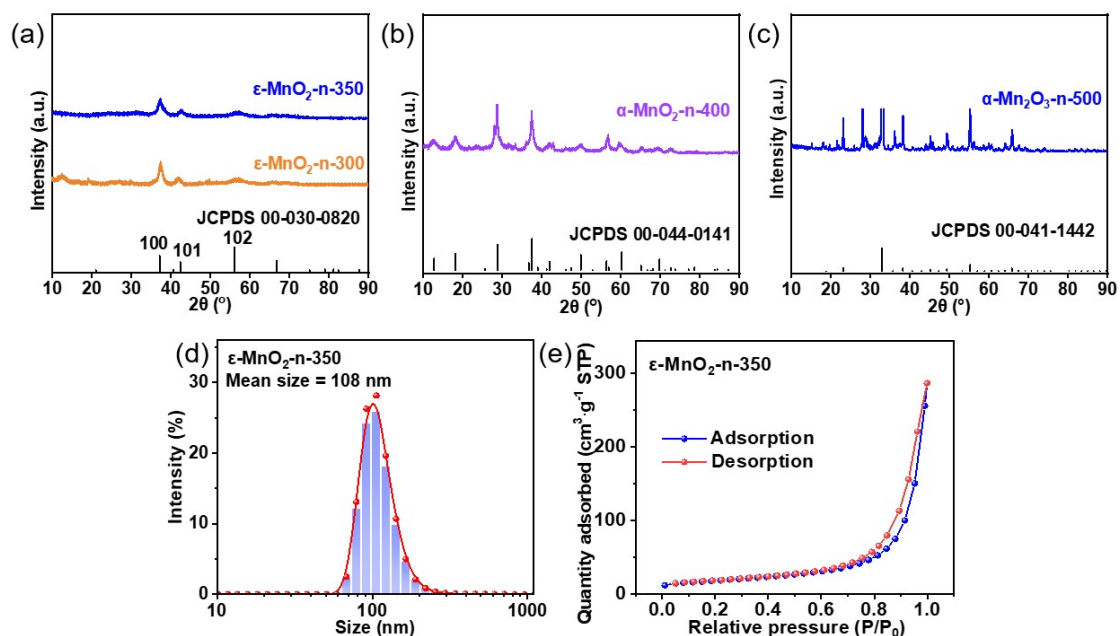 (a)
Intensity (a.u.)
ε-MnO₂-n-350
ε-MnO₂-n-300
JCPDS 00-030-0820
100
101
102
10 20 30 40 50 60 70 80 90
2θ (°)
(b)
Intensity (a.u.)
α-MnO₂-n-400
JCPDS 00-044-0141
10 20 30 40 50 60 70 80 90
2θ (°)
(c)
Intensity (a.u.)
α-Mn₂O₃-n-500
JCPDS 00-041-1442
10 20 30 40 50 60 70 80 90
2θ (°)
(d)
ε-MnO₂-n-350
Mean size = 108 nm
Intensity (%)
30
20
10
0
10 100 1000
Size (nm)
(e)
ε-MnO₂-n-350
Quantity adsorbed (cm³·g⁻¹ STP)
300
200
100
0
Adsorption
Desorption
0.0 0.2 0.4 0.6 0.8 1.0
Relative pressure (P/P₀)